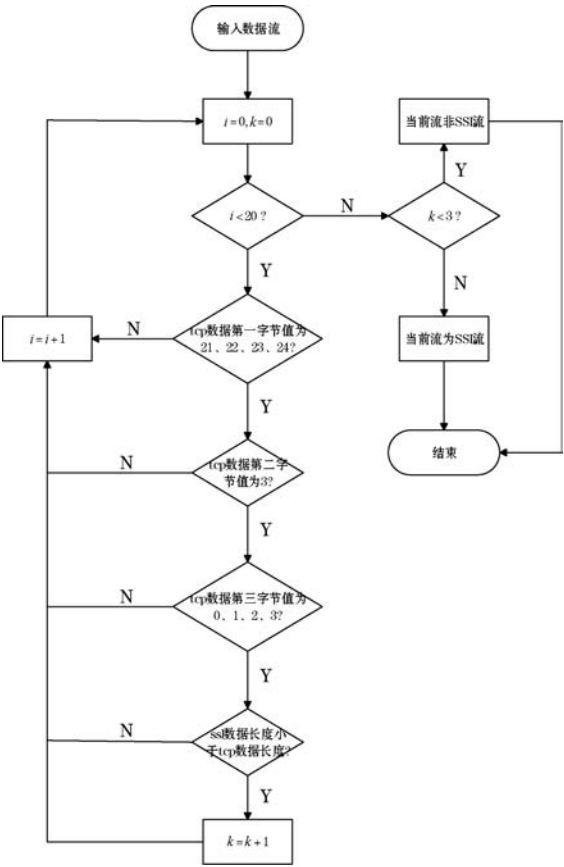 输入数据流
i=0,k=0
当前流非SSL流
Y
i<20?
N
k<3?
Y
N
tcp数据第一字节值为
21、22、23、24?
N
i=i+1
当前流为SSL流
Y
tcp数据第二字
节值为3?
N
结束
Y
tcp数据第三字节值为
0、1、2、3?
N
Y
ssl数据长度小
于tcp数据长度?
N
Y
k=k+1